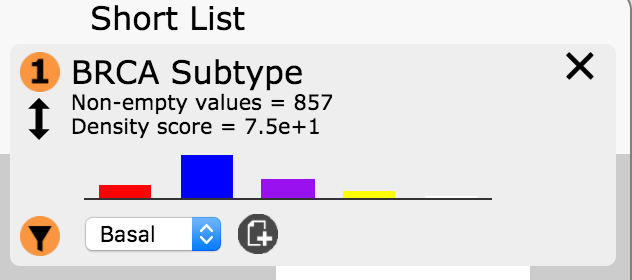 Short List
1 BRCA Subtype
Non-empty values = 857
Density score = 7.5e+1
Basal